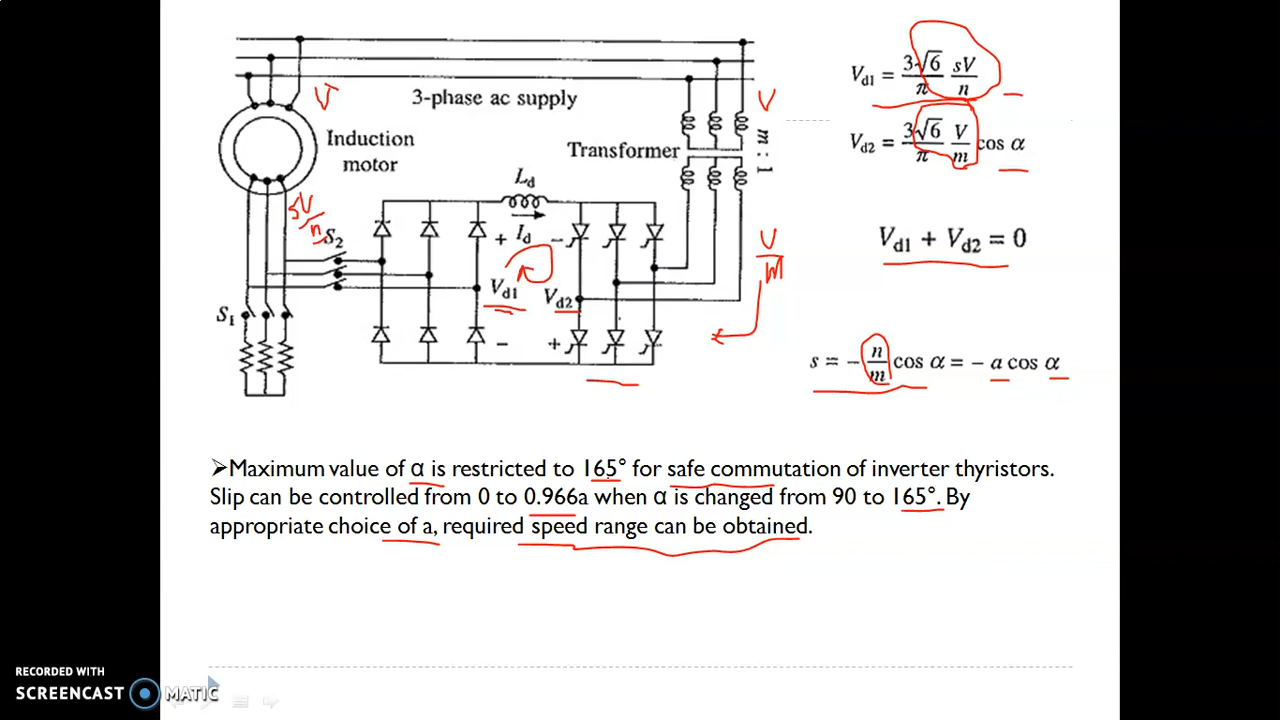 3-phase ac supply
V
V
m : 1
Induction
motor
Transformer
L_d
sV/n
S_2
+ I_d −
V_d1 V_d2
V/m
S_1
− +
V_d1 = 3√6/π sV/n
V_d2 = 3√6/π V/m cos α
V_d1 + V_d2 = 0
s = − n/m cos α = − a cos α
➢Maximum value of α is restricted to 165° for safe commutation of inverter thyristors.
Slip can be controlled from 0 to 0.966a when α is changed from 90 to 165°. By
appropriate choice of a, required speed range can be obtained.
RECORDED WITH
SCREENCAST MATIC